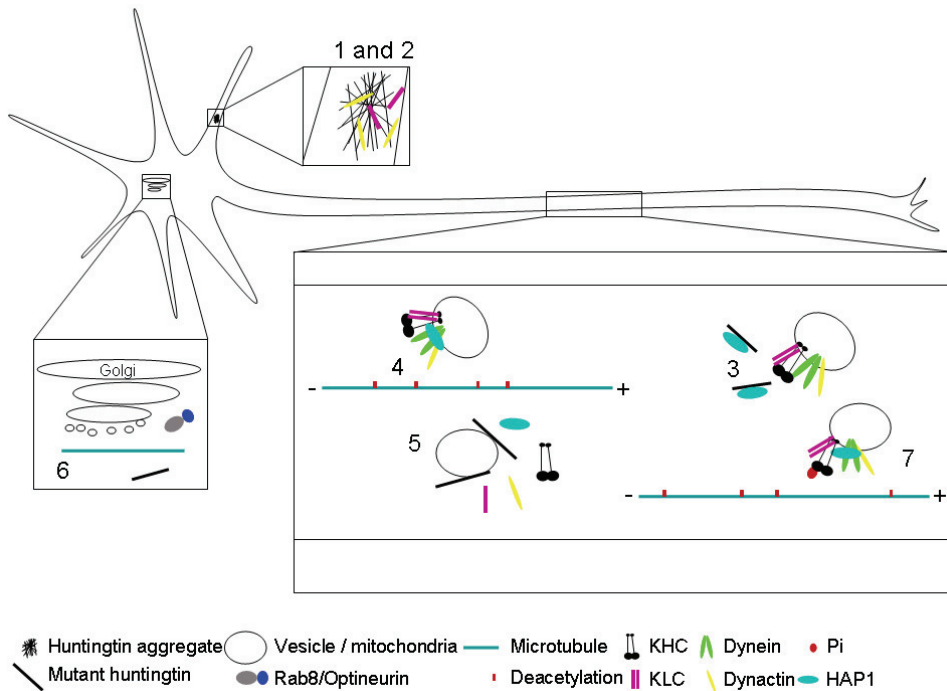 1 and 2
4
3
- +
5
7
Golgi
6
- +
Huntingtin aggregate Vesicle / mitochondria Microtubule KHC Dynein Pi
Mutant huntingtin Rab8/Optineurin Deacetylation KLC Dynactin HAP1